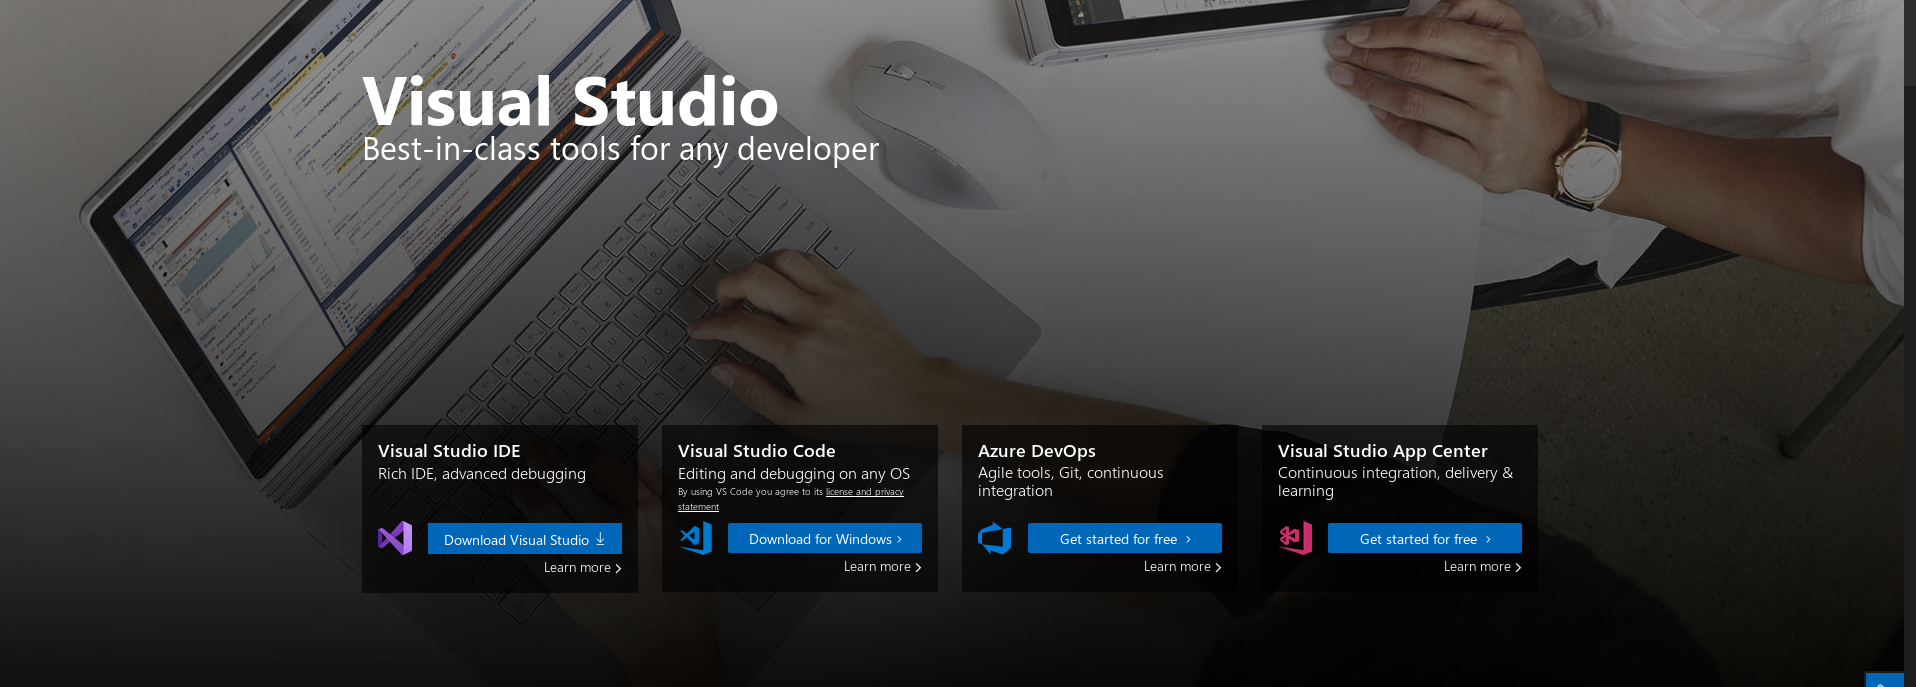 Visual Studio
Best-in-class tools for any developer
Visual Studio IDE
Rich IDE, advanced debugging
Download Visual Studio
Learn more
Visual Studio Code
Editing and debugging on any OS
By using VS Code you agree to its license and privacy
statement
Download for Windows
Learn more
Azure DevOps
Agile tools, Git, continuous
integration
Get started for free
Learn more
Visual Studio App Center
Continuous integration, delivery &
learning
Get started for free
Learn more